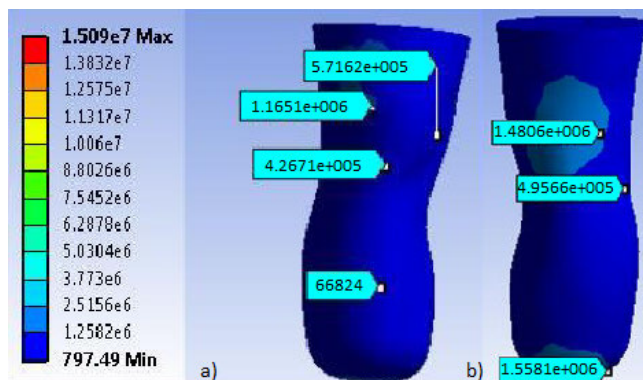 1.509e7 Max
1.3832e7
1.2575e7
1.1317e7
1.006e7
8.8026e6
7.5452e6
6.2878e6
5.0304e6
3.773e6
2.5156e6
1.2582e6
797.49 Min
5.7162e+005
1.1651e+006
4.2671e+005
66824
a)
1.4806e+006
4.9566e+005
b)
1.5581e+006